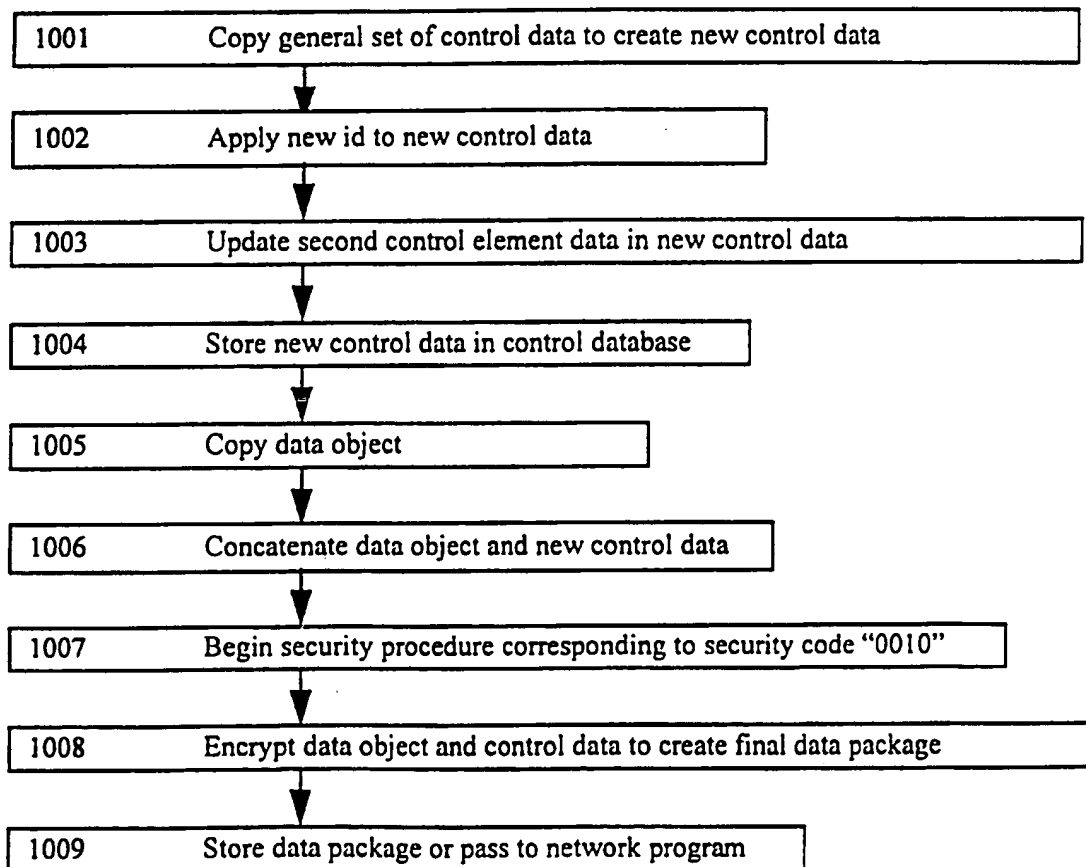 1001 Copy general set of control data to create new control data
1002 Apply new id to new control data
1003 Update second control element data in new control data
1004 Store new control data in control database
1005 Copy data object
1006 Concatenate data object and new control data
1007 Begin security procedure corresponding to security code “0010”
1008 Encrypt data object and control data to create final data package
1009 Store data package or pass to network program